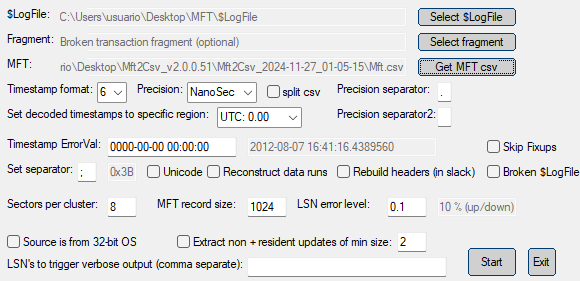 $LogFile: C:\Users\usuario\Desktop\MFT\$LogFile Select $LogFile
Fragment: Broken transaction fragment (optional) Select fragment
MFT: rio\Desktop\Mft2Csv_v2.0.0.51\Mft2Csv_2024-11-27_01-05-15\Mft.csv Get MFT csv
Timestamp format: 6 Precision: NanoSec split csv Precision separator: .
Set decoded timestamps to specific region: UTC: 0.00 Precision separator2:
Timestamp ErrorVal: 0000-00-00 00:00:00 2012-08-07 16:41:16.4389560 Skip Fixups
Set separator: ; 0x3B Unicode Reconstruct data runs Rebuild headers (in slack) Broken $LogFile
Sectors per cluster: 8 MFT record size: 1024 LSN error level: 0.1 10 % (up/down)
Source is from 32-bit OS Extract non + resident updates of min size: 2
LSN's to trigger verbose output (comma separate): Start Exit